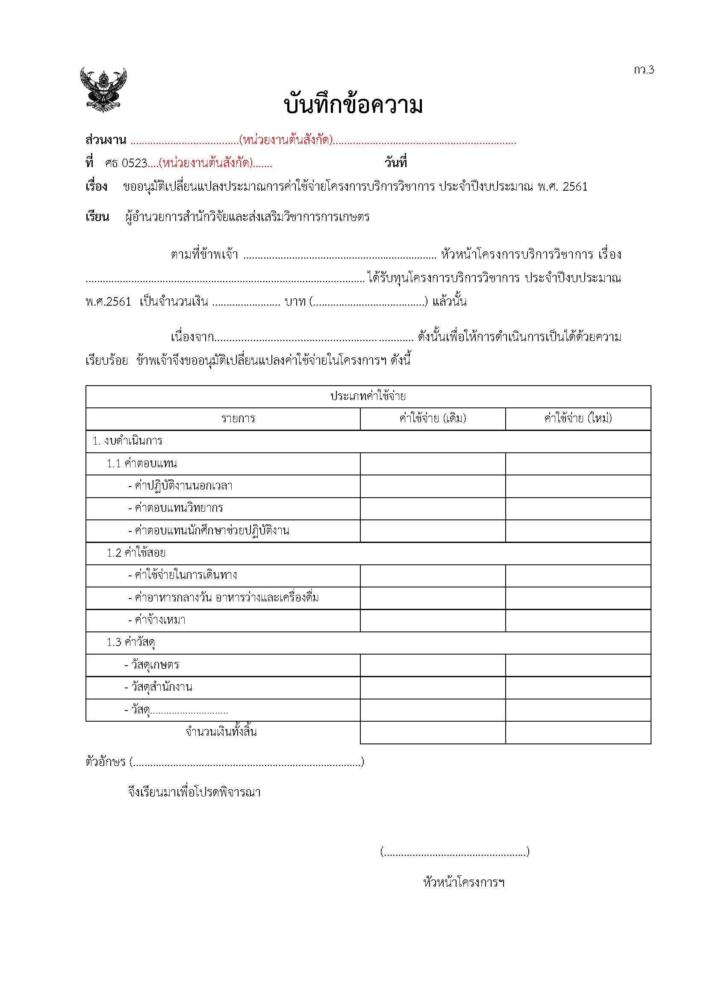 กว.3
บันทึกข้อความ
ส่วนงาน ......................................(หน่วยงานต้นสังกัด)................................................................
ที่ ศธ 0523....(หน่วยงานต้นสังกัด)....... วันที่
เรื่อง ขออนุมัติเปลี่ยนแปลงประมาณการค่าใช้จ่ายโครงการบริการวิชาการ ประจำปีงบประมาณ พ.ศ. 2561
เรียน ผู้อำนวยการสำนักวิจัยและส่งเสริมวิชาการการเกษตร
ตามที่ข้าพเจ้า .................................................................... หัวหน้าโครงการบริการวิชาการ เรื่อง
.................................................................................................. ได้รับทุนโครงการบริการวิชาการ ประจำปีงบประมาณ
พ.ศ.2561 เป็นจำนวนเงิน ........................ บาท (.......................................) แล้วนั้น
เนื่องจาก...................................................................... ดังนั้นเพื่อให้การดำเนินการเป็นได้ด้วยความ
เรียบร้อย ข้าพเจ้าจึงขออนุมัติเปลี่ยนแปลงค่าใช้จ่ายในโครงการฯ ดังนี้
ประเภทค่าใช้จ่าย
รายการ ค่าใช้จ่าย (เดิม) ค่าใช้จ่าย (ใหม่)
1. งบดำเนินการ
1.1 ค่าตอบแทน
- ค่าปฏิบัติงานนอกเวลา
- ค่าตอบแทนวิทยากร
- ค่าตอบแทนนักศึกษาช่วยปฏิบัติงาน
1.2 ค่าใช้สอย
- ค่าใช้จ่ายในการเดินทาง
- ค่าอาหารกลางวัน อาหารว่างและเครื่องดื่ม
- ค่าจ้างเหมา
1.3 ค่าวัสดุ
- วัสดุเกษตร
- วัสดุสำนักงาน
- วัสดุ.............................
จำนวนเงินทั้งสิ้น
ตัวอักษร (................................................................................)
จึงเรียนมาเพื่อโปรดพิจารณา
(..................................................)
หัวหน้าโครงการฯ